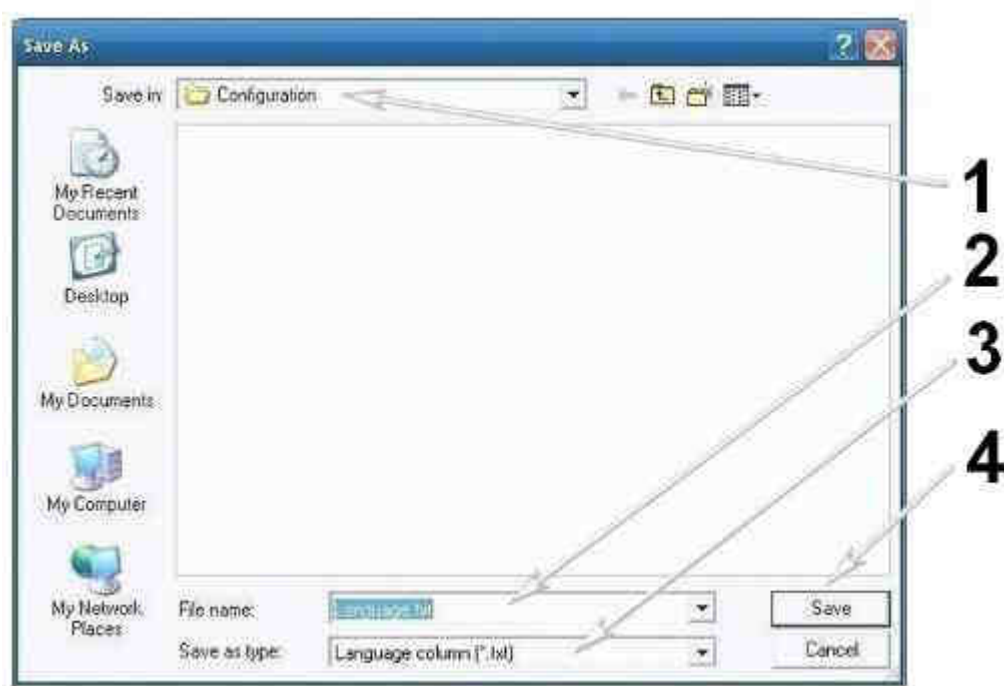 Save As
Save in:
Configuration
My Recent
Documents
Desktop
My Documents
My Computer
My Network
Places
File name:
Language.txt
Save
Save as type:
Language column (*.txt)
Cancel
1
2
3
4